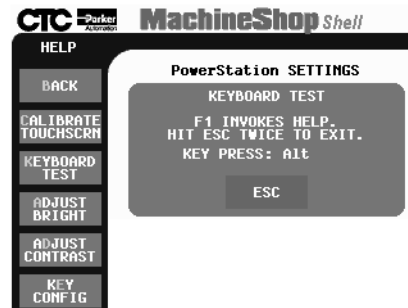 CTC Parker Automation MachineShop Shell
HELP
PowerStation SETTINGS
BACK
KEYBOARD TEST
CALIBRATE
TOUCHSCRN
F1 INVOKES HELP.
HIT ESC TWICE TO EXIT.
KEYBOARD
TEST
KEY PRESS: Alt
ESC
ADJUST
BRIGHT
ADJUST
CONTRAST
KEY
CONFIG